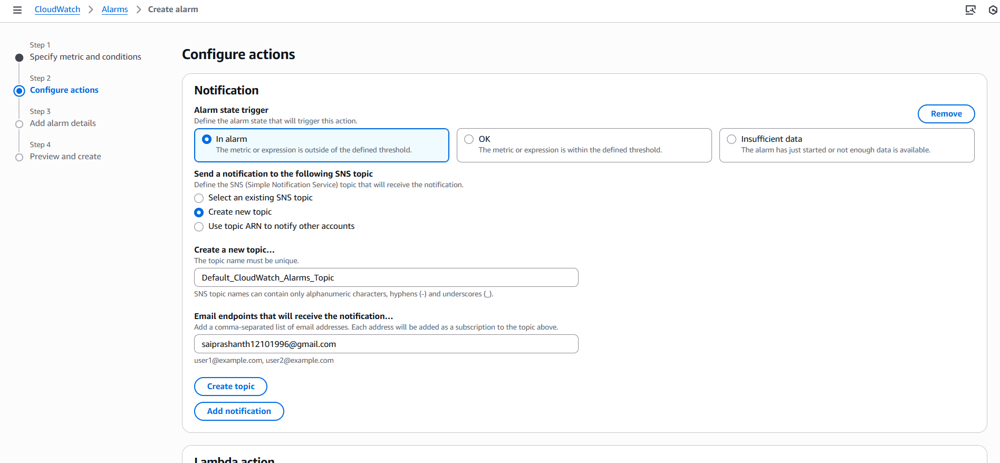 CloudWatch > Alarms > Create alarm
Step 1
Specify metric and conditions
Step 2
Configure actions
Step 3
Add alarm details
Step 4
Preview and create
Configure actions
Notification
Alarm state trigger
Define the alarm state that will trigger this action.
Remove
In alarm
The metric or expression is outside of the defined threshold.
OK
The metric or expression is within the defined threshold.
Insufficient data
The alarm has just started or not enough data is available.
Send a notification to the following SNS topic
Define the SNS (Simple Notification Service) topic that will receive the notification.
Select an existing SNS topic
Create new topic
Use topic ARN to notify other accounts
Create a new topic...
The topic name must be unique.
Default_CloudWatch_Alarms_Topic
SNS topic names can contain only alphanumeric characters, hyphens (-) and underscores (_).
Email endpoints that will receive the notification...
Add a comma-separated list of email addresses. Each address will be added as a subscription to the topic above.
saiprashanth12101996@gmail.com
user1@example.com, user2@example.com
Create topic
Add notification
Lambda action